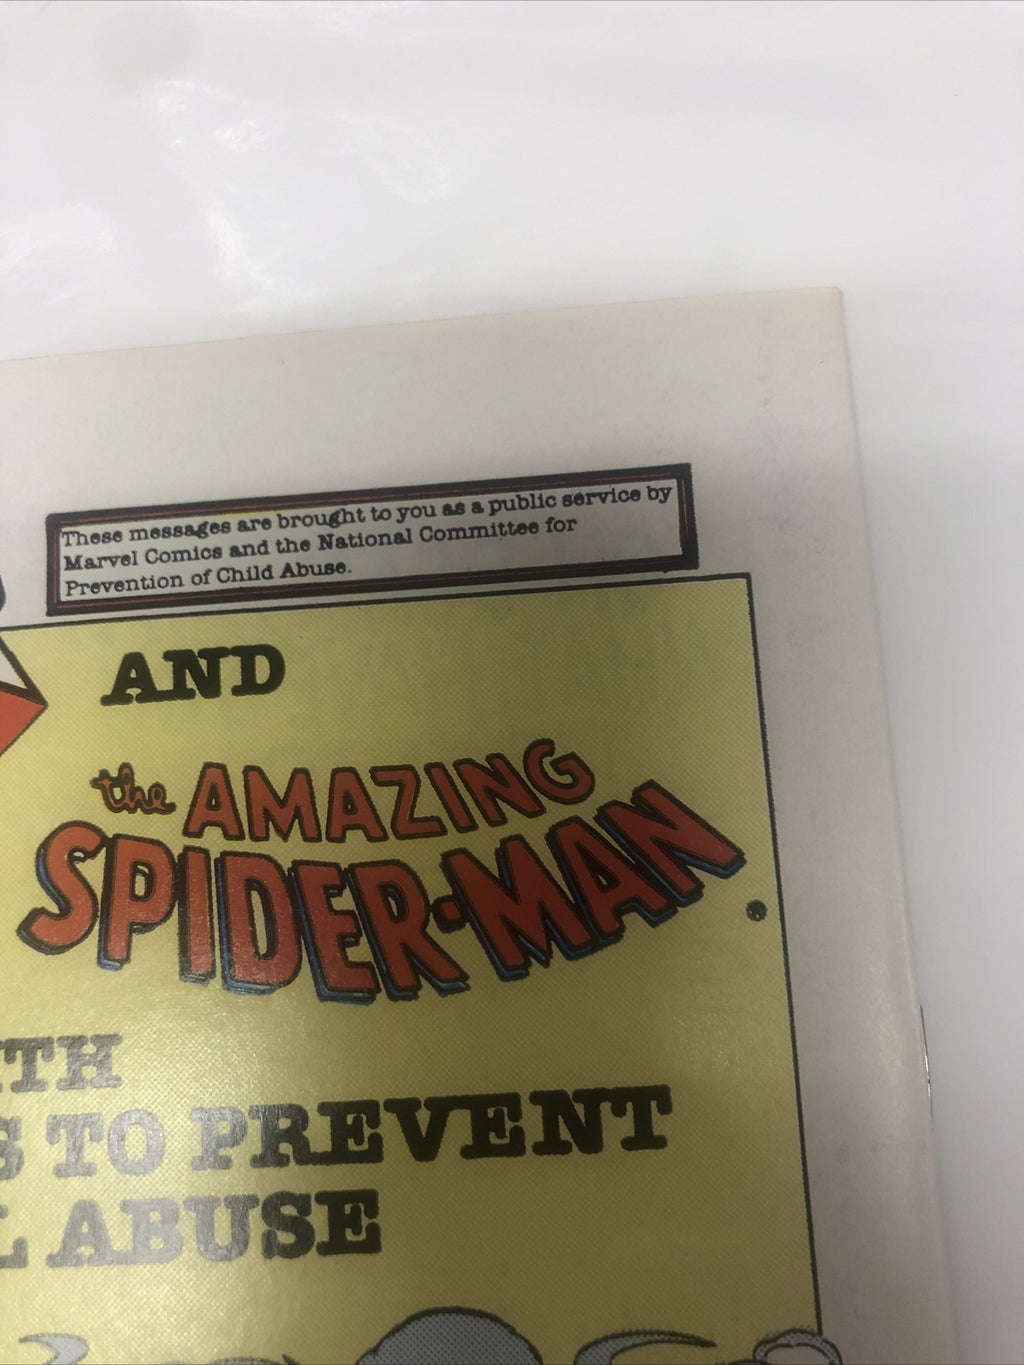 These messages are brought to you as a public service by
Marvel Comics and the National Committee for
Prevention of Child Abuse.
AND
the AMAZING
SPIDER-MAN
ITH
S TO PREVENT
L ABUSE